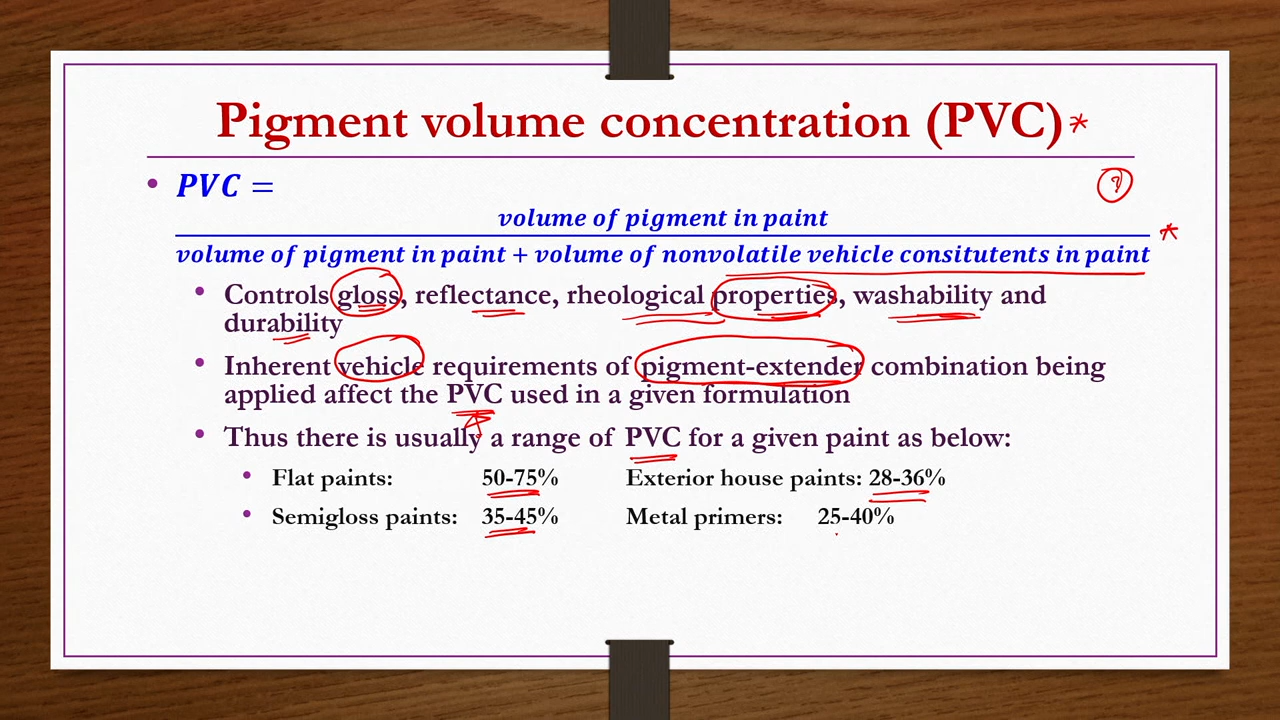 Pigment volume concentration (PVC)*
• PVC =
volume of pigment in paint
volume of pigment in paint + volume of nonvolatile vehicle consitutents in paint *
• Controls gloss, reflectance, rheological properties, washability and
durability
• Inherent vehicle requirements of pigment-extender combination being
applied affect the PVC used in a given formulation
• Thus there is usually a range of PVC for a given paint as below:
• Flat paints: 50-75% Exterior house paints: 28-36%
• Semigloss paints: 35-45% Metal primers: 25-40%